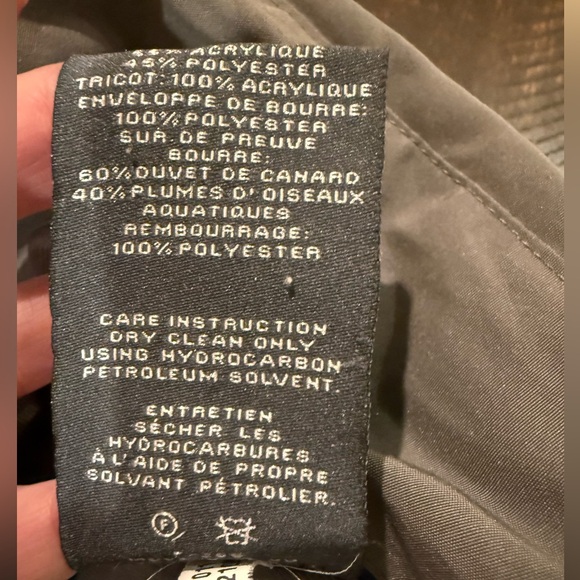 ACRYLIQUE
45% POLYESTER
TRICOT: 100% ACRYLIQUE
ENVELOPPE DE BOURRE:
100% POLYESTER
SUR DE PREUVE
BOURRE:
60% DUVET DE CANARD
40% PLUMES D'OISEAUX
AQUATIQUES
REMBOURRAGE:
100% POLYESTER
CARE INSTRUCTION
DRY CLEAN ONLY
USING HYDROCARBON
PETROLEUM SOLVENT.
ENTRETIEN
SÉCHER LES
HYDROCARBURES
À L'AIDE DE PROPRE
SOLVANT PÉTROLIER.
F